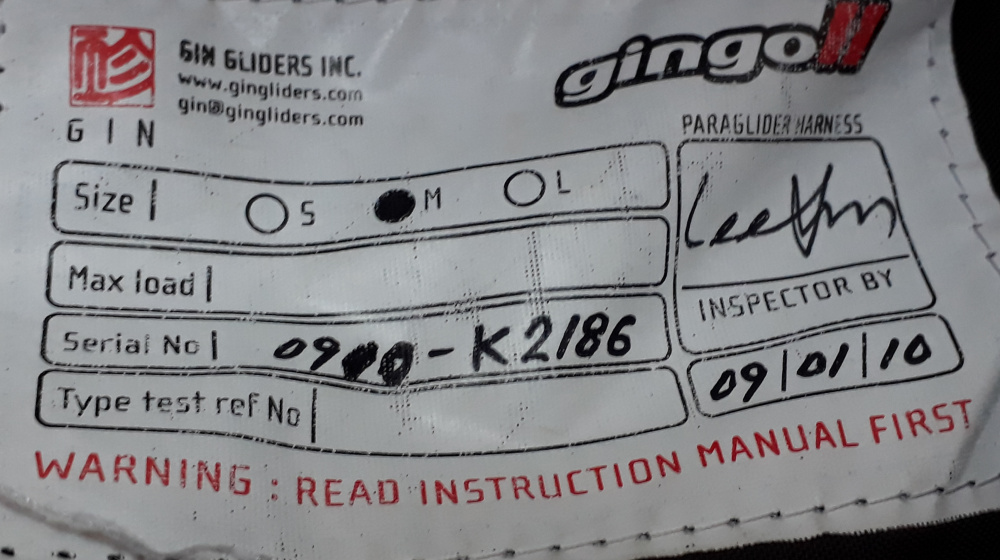 GIN GLIDERS INC.
www.gingliders.com
gin@gingliders.com
GIN
gingo II
PARAGLIDER HARNESS
Size | S M L
Max load |
Serial No | - K2186
INSPECTOR BY
Type test ref No |
09/01/10
WARNING : READ INSTRUCTION MANUAL FIRST